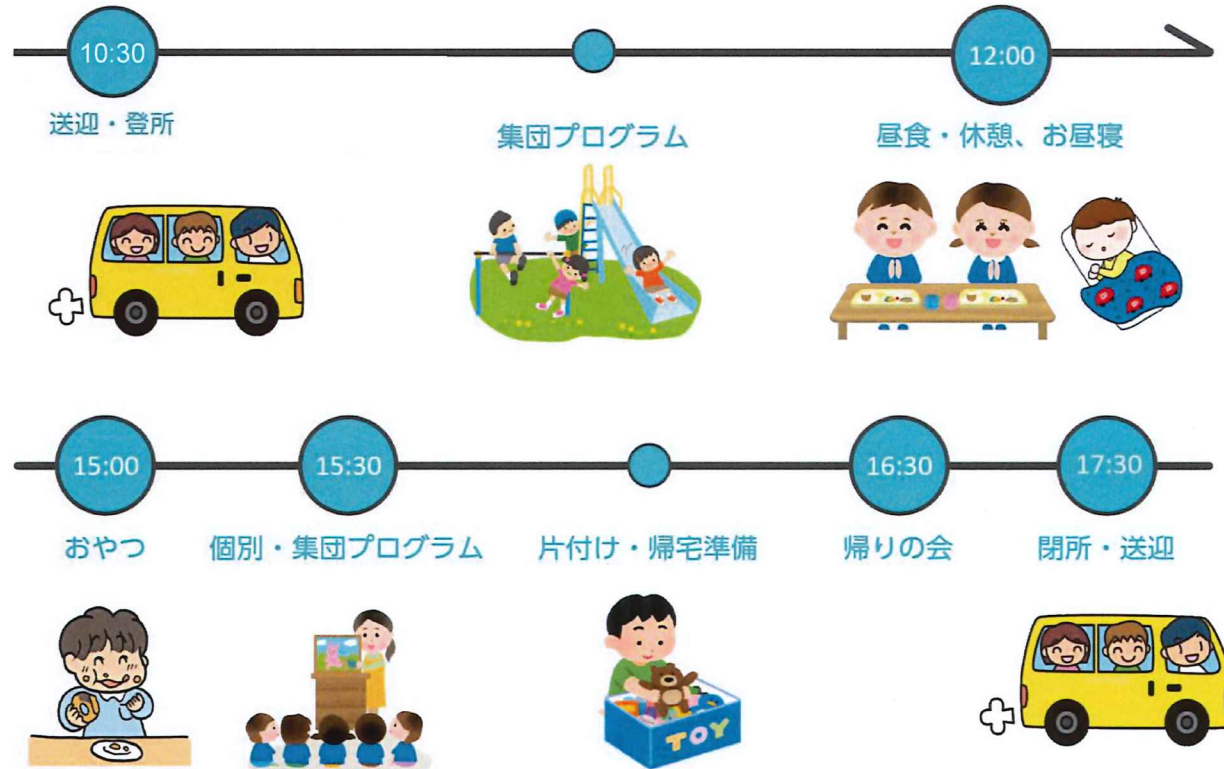 10:30
12:00
送迎・登所
集団プログラム
昼食・休憩、お昼寝
15:00
15:30
16:30
17:30
おやつ
個別・集団プログラム
片付け・帰宅準備
帰りの会
閉所・送迎
TOY